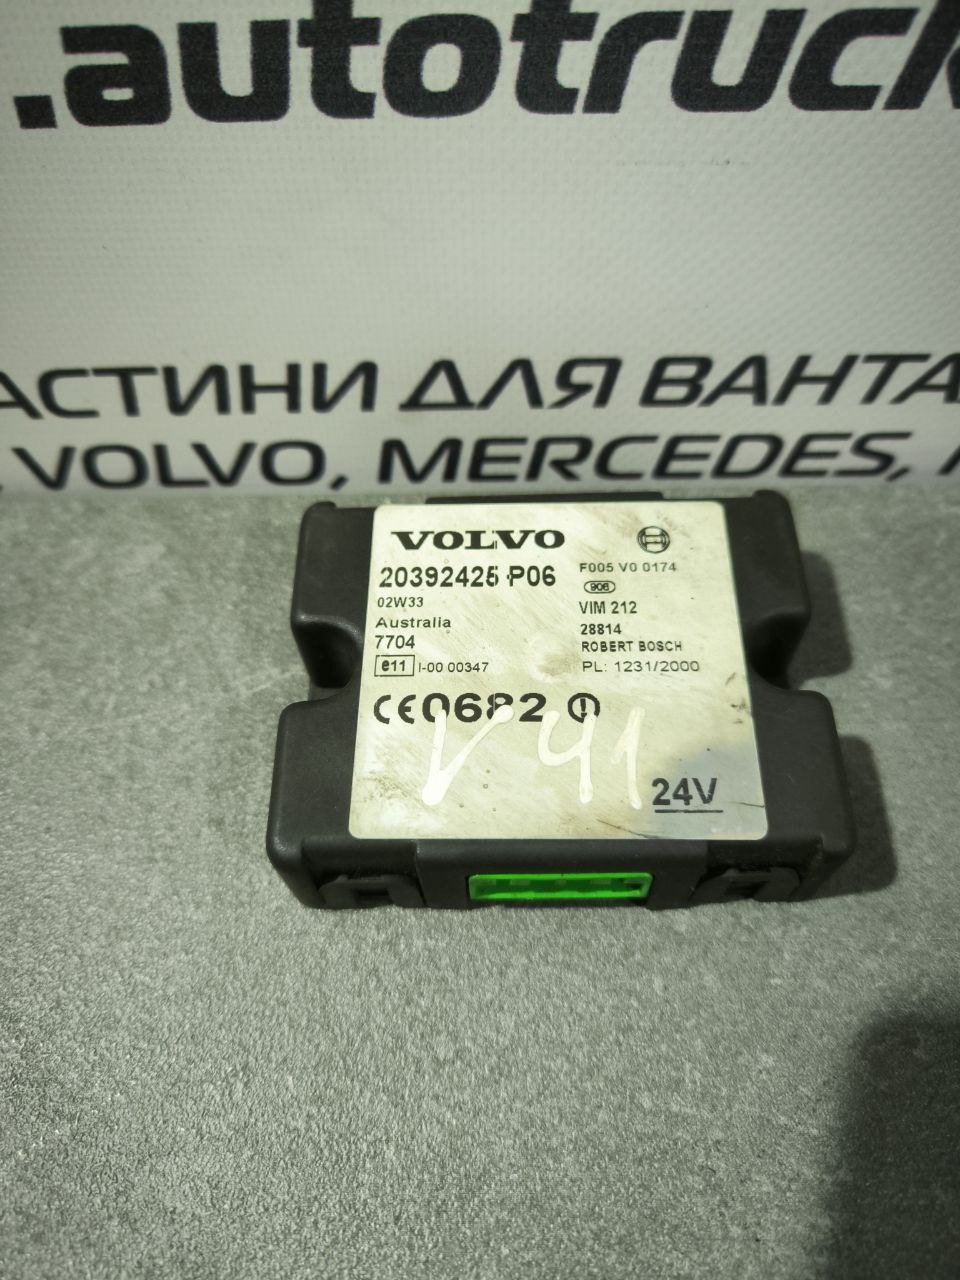 .autotruck
АСТИНИ ДЛЯ ВАНТА
, VOLVO, MERCEDES,
VOLVO
20392425 P06
02W33
Australia
7704
e11 I-00 00347
CE0682
F005 V0 0174
906
VIM 212
28814
ROBERT BOSCH
PL: 1231/2000
V 41
24V